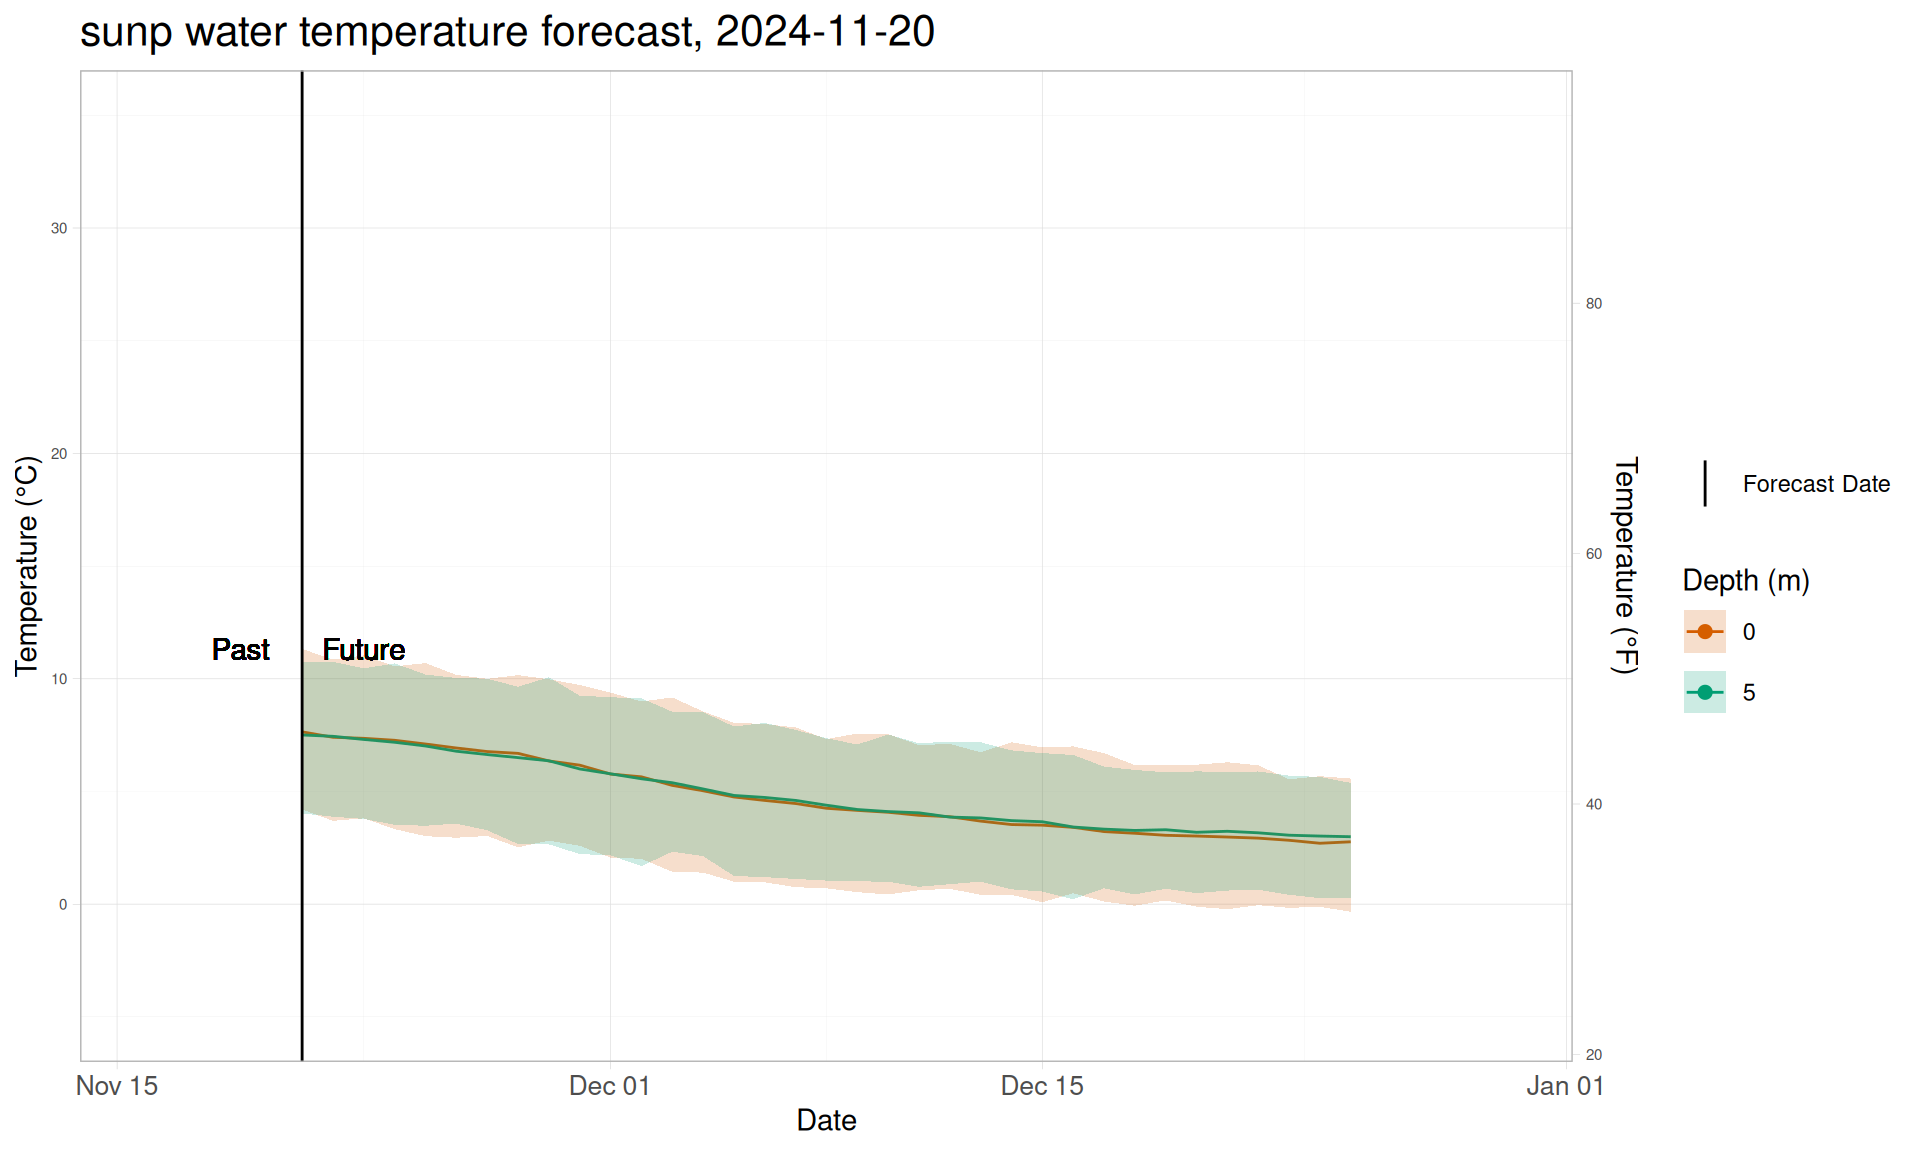 sunp water temperature forecast, 2024-11-20
Temperature (°C)
30
20
10
0
Past
Future
80
60
40
20
Temperature (°F)
Nov 15
Dec 01
Dec 15
Jan 01
Date
Forecast Date
Depth (m)
0
5